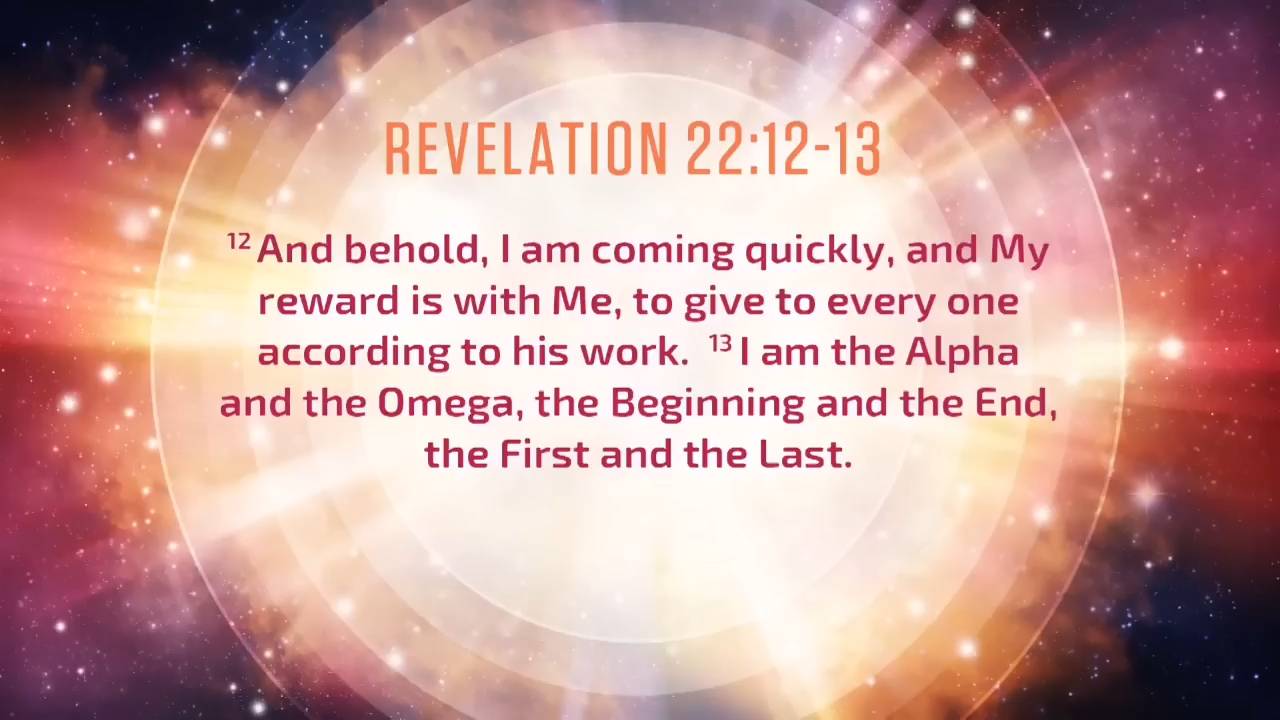 REVELATION 22:12-13
12 And behold, I am coming quickly, and My
reward is with Me, to give to every one
according to his work. 13 I am the Alpha
and the Omega, the Beginning and the End,
the First and the Last.